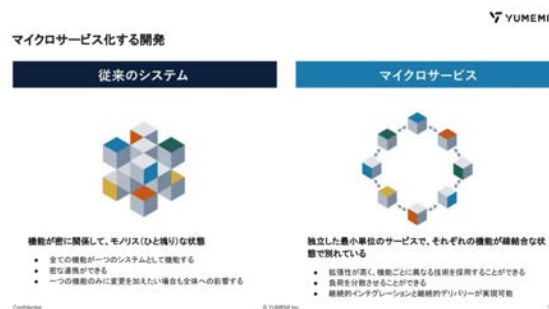 YUMEMI
マイクロサービス化する開発
従来のシステム
機能が密に関係して、モノリス(ひと塊り)な状態
全ての機能が一つのシステムとして機能する
密な連携ができる
一つの機能のみに変更を加えたい場合も全体への影響する
マイクロサービス
独立した最小単位のサービスで、それぞれの機能が疎結合な状
態で別れている
拡張性が高く、機能ごとに異なる技術を採用することができる
負荷を分散させることができる
継続的インテグレーションと継続的デリバリーが実現可能
Confidential
© YUMEMI Inc.